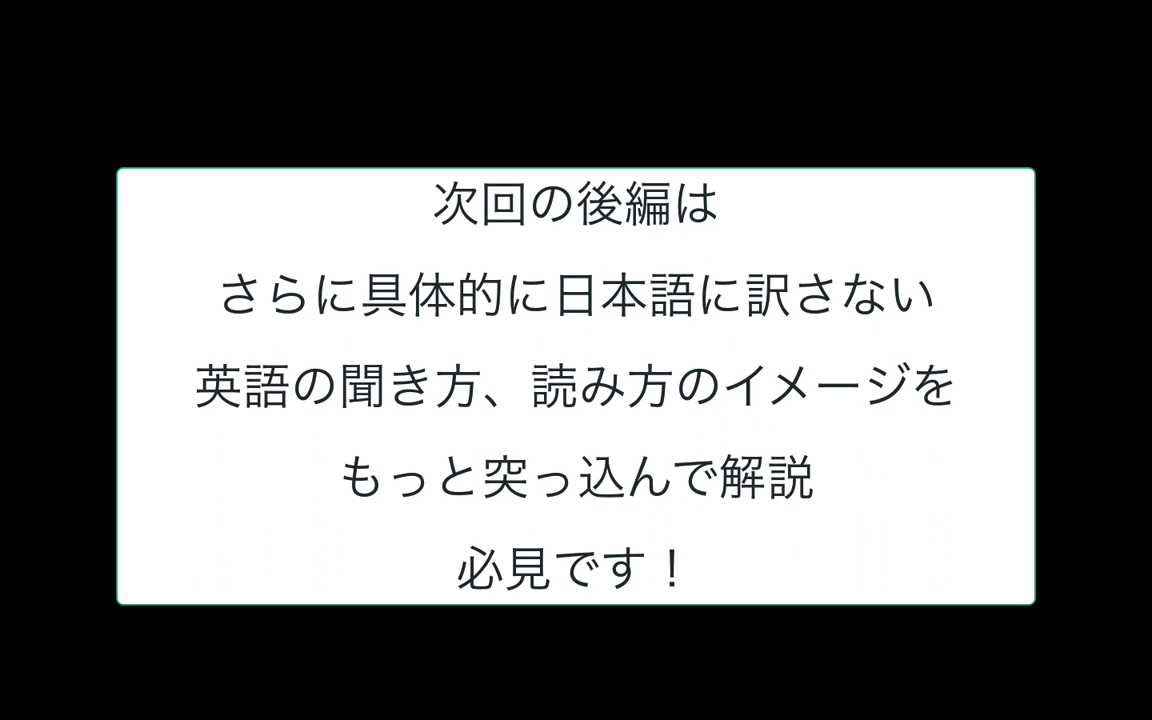 次回の後編は
さらに具体的に日本語に訳さない
英語の聞き方、読み方のイメージを
もっと突っ込んで解説
必見です！